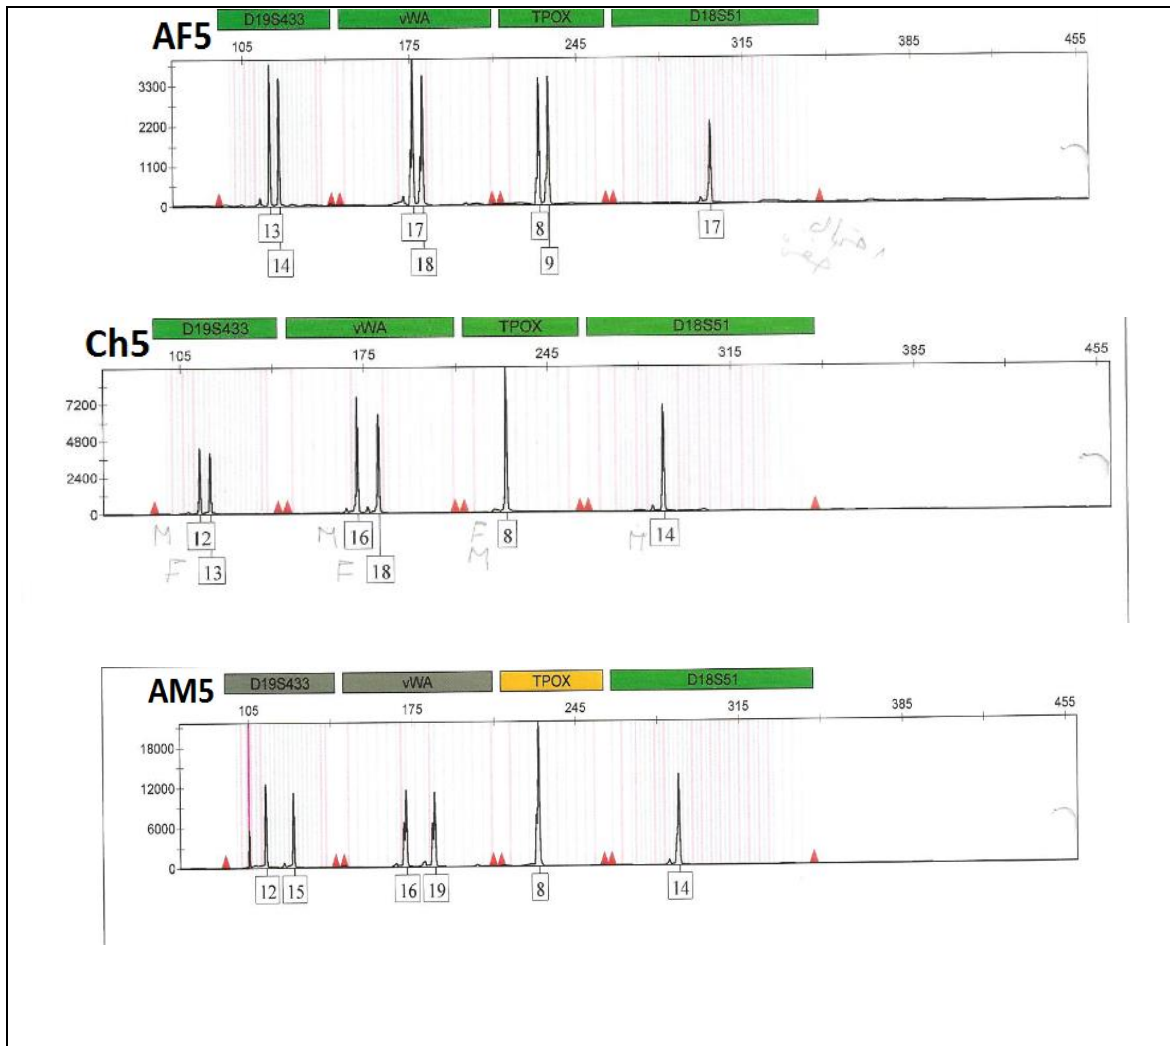 AF5
D19S433 vWA TPOX D18S51
105 175 245 315 385 455
3300
2200
1100
0
13 17 8 17
14 18 9
Ch5
D19S433 vWA TPOX D18S51
105 175 245 315 385 455
7200
4800
2400
0
M 12 M 16 F 8 M 14
F 13 F 18 M
AM5
D19S433 vWA TPOX D18S51
105 175 245 315 385 455
18000
12000
6000
0
12 15 16 19 8 14